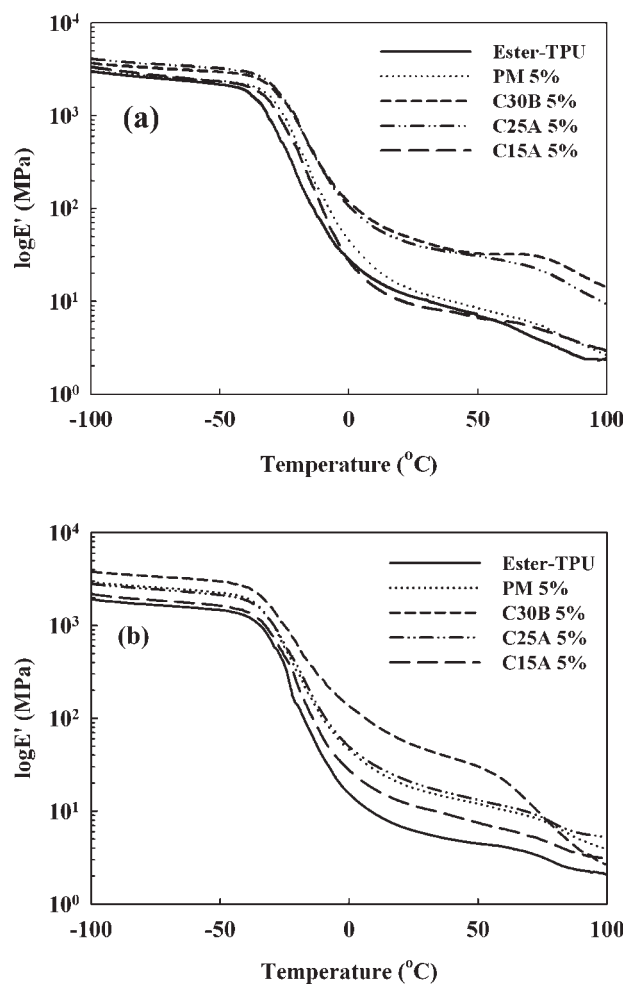 10⁴
10³
10²
10¹
10⁰
logE' (MPa)
(a)
Ester-TPU
PM 5%
C30B 5%
C25A 5%
C15A 5%
-100 -50 0 50 100
Temperature (°C)
10⁴
10³
10²
10¹
10⁰
logE' (MPa)
(b)
Ester-TPU
PM 5%
C30B 5%
C25A 5%
C15A 5%
-100 -50 0 50 100
Temperature (°C)